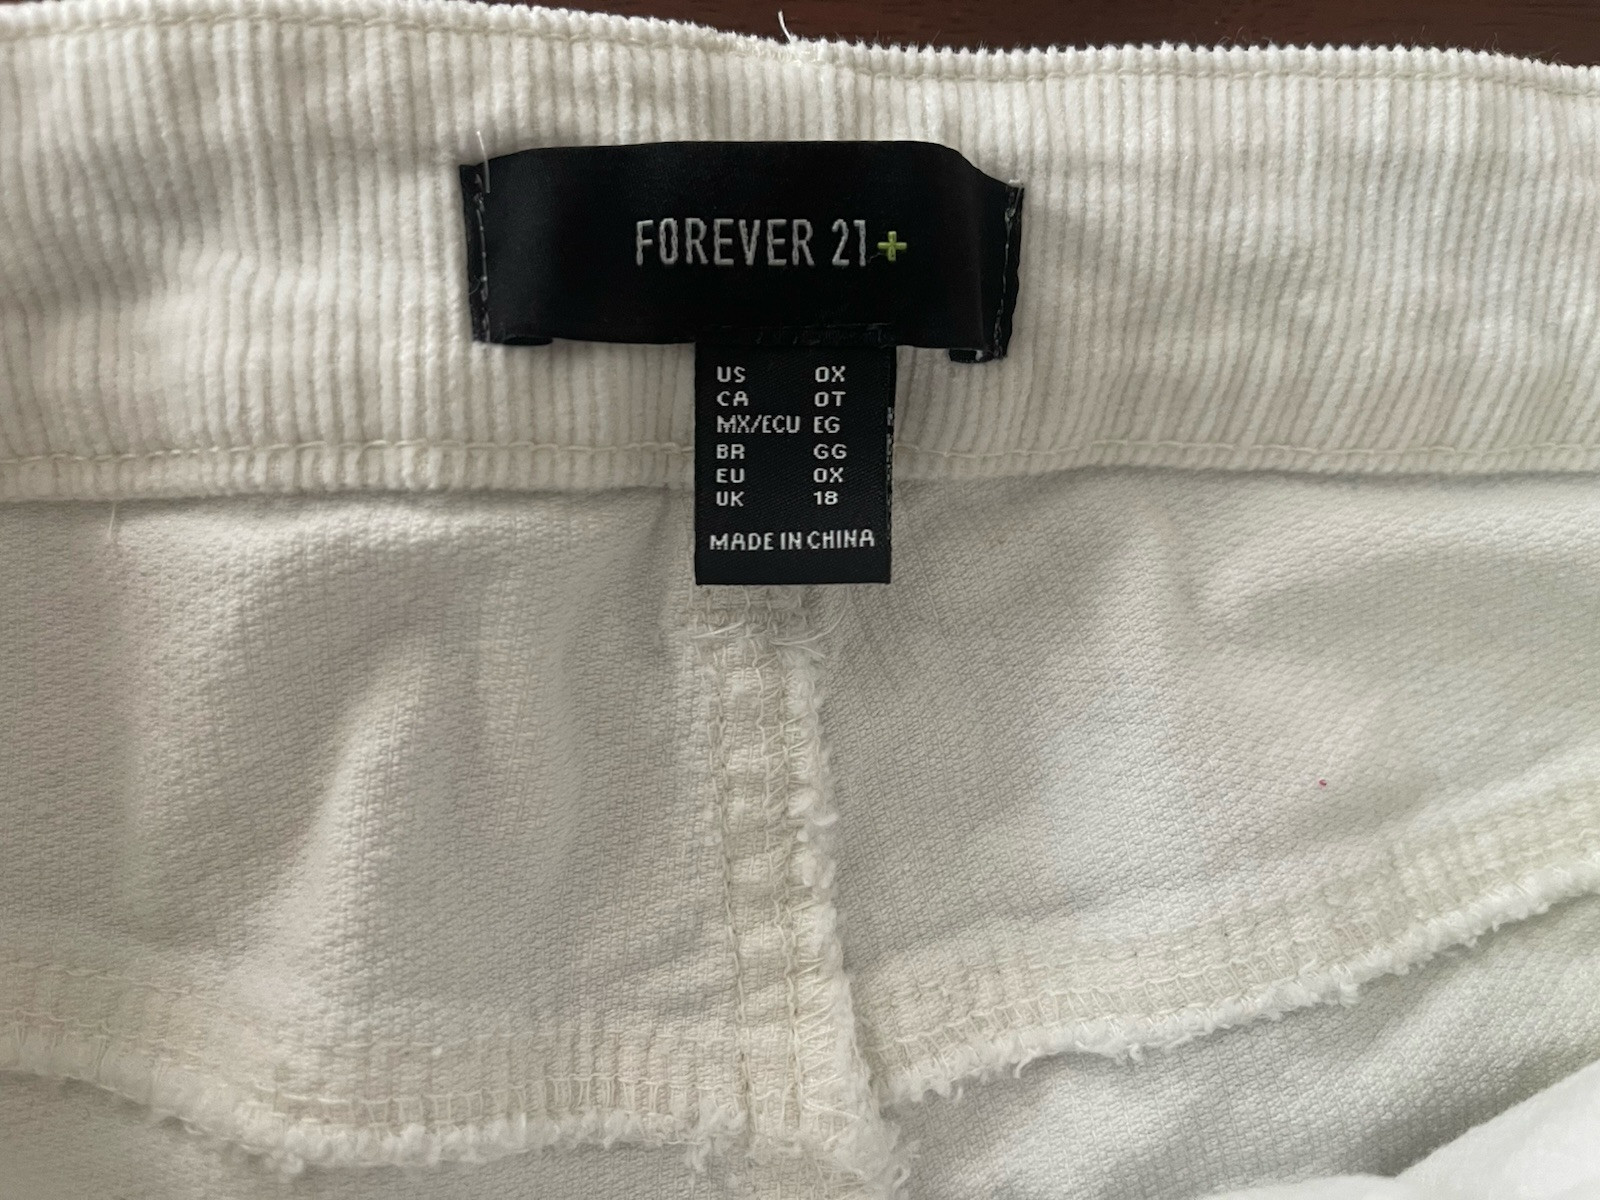 FOREVER 21+
US 0X
CA 0T
MX/ECU EG
BR GG
EU 0X
UK 18
MADE IN CHINA